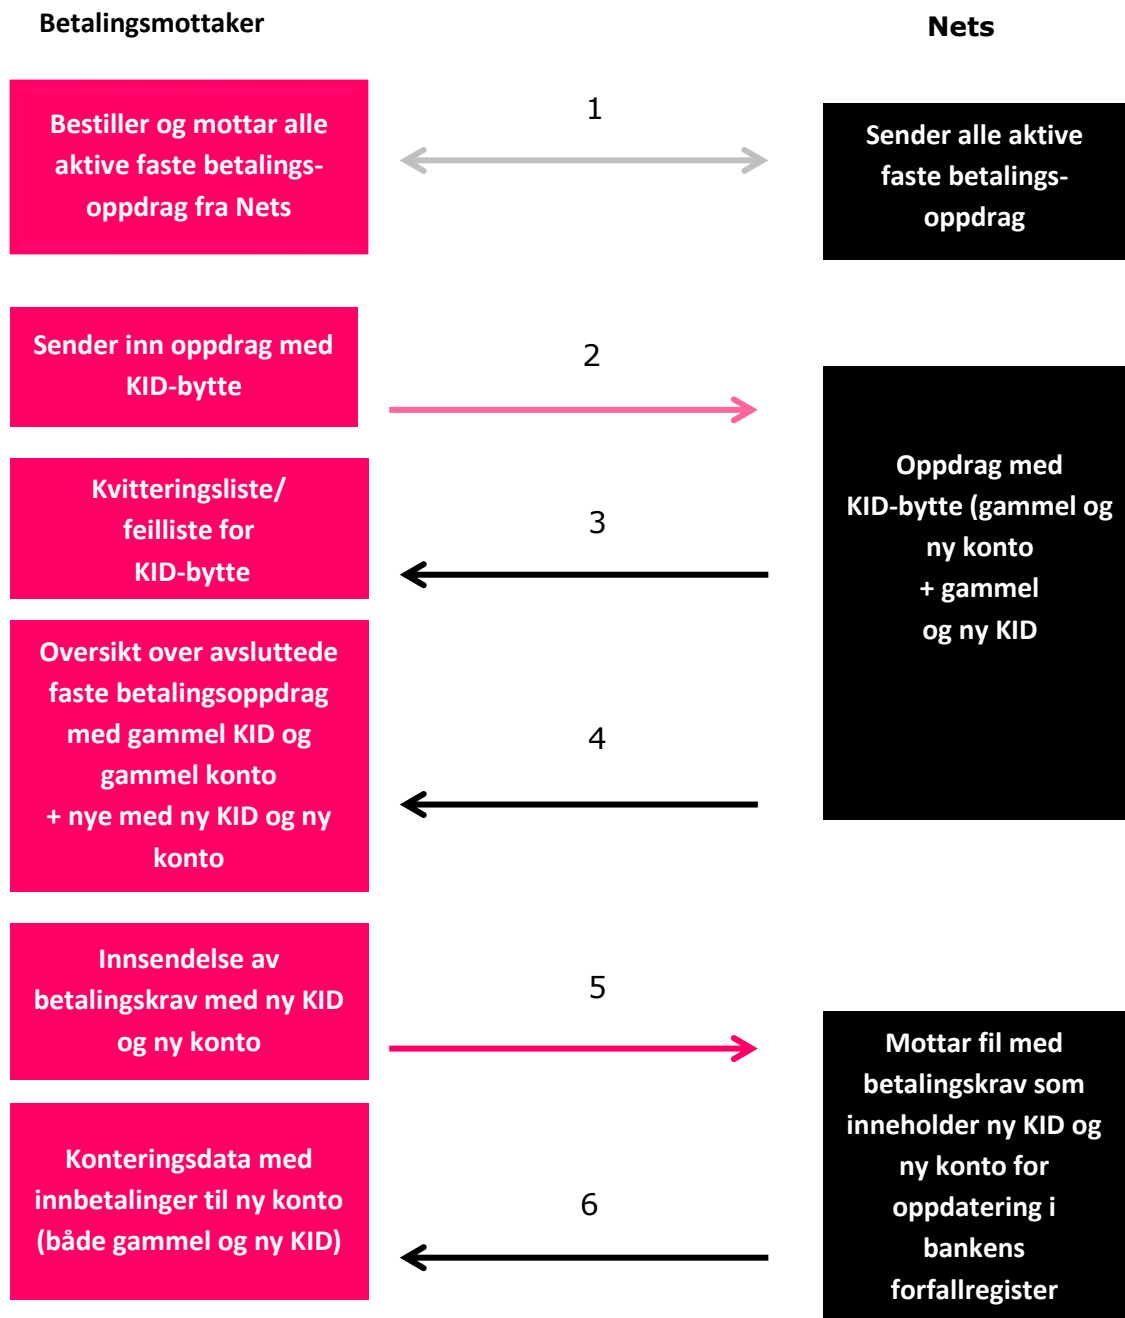 Betalingsmottaker
Nets
Bestiller og mottar alle
aktive faste betalings-
oppdrag fra Nets
1
Sender alle aktive
faste betalings-
oppdrag
Sender inn oppdrag med
KID-bytte
2
Oppdrag med
KID-bytte (gammel og
ny konto
+ gammel
og ny KID
Kvitteringsliste/
feilliste for
KID-bytte
3
Oversikt over avsluttede
faste betalingsoppdrag
med gammel KID og
gammel konto
+ nye med ny KID og ny
konto
4
Innsendelse av
betalingskrav med ny KID
og ny konto
5
Mottar fil med
betalingskrav som
inneholder ny KID og
ny konto for
oppdatering i
bankens
forfallregister
Konteringsdata med
innbetalinger til ny konto
(både gammel og ny KID)
6